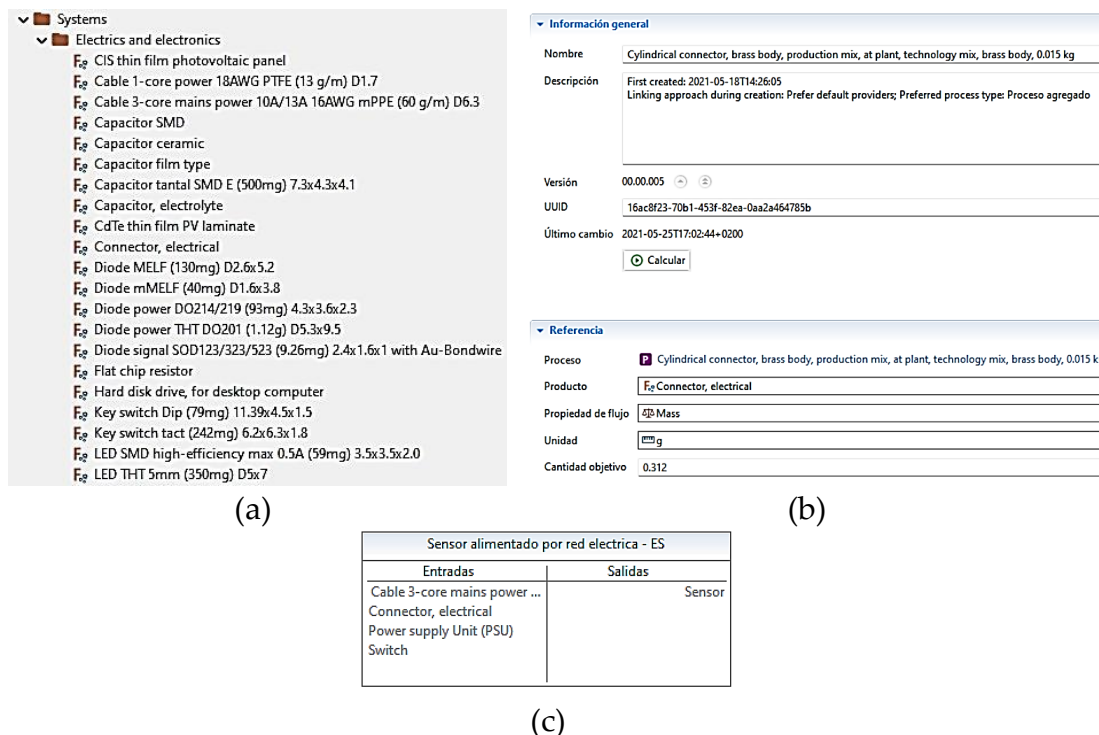 Systems
Electrics and electronics
CIS thin film photovoltaic panel
Cable 1-core power 18AWG PTFE (13 g/m) D1.7
Cable 3-core mains power 10A/13A 16AWG mPPE (60 g/m) D6.3
Capacitor SMD
Capacitor ceramic
Capacitor film type
Capacitor tantal SMD E (500mg) 7.3x4.3x4.1
Capacitor, electrolyte
CdTe thin film PV laminate
Connector, electrical
Diode MELF (130mg) D2.6x5.2
Diode mMELF (40mg) D1.6x3.8
Diode power DO214/219 (93mg) 4.3x3.6x2.3
Diode power THT DO201 (1.12g) D5.3x9.5
Diode signal SOD123/323/523 (9.26mg) 2.4x1.6x1 with Au-Bondwire
Flat chip resistor
Hard disk drive, for desktop computer
Key switch Dip (79mg) 11.39x4.5x1.5
Key switch tact (242mg) 6.2x6.3x1.8
LED SMD high-efficiency max 0.5A (59mg) 3.5x3.5x2.0
LED THT 5mm (350mg) D5x7
(a)
Información general
Nombre Cylindrical connector, brass body, production mix, at plant, technology mix, brass body, 0.015 kg
Descripción First created: 2021-05-18T14:26:05
Linking approach during creation: Prefer default providers; Preferred process type: Proceso agregado
Versión 00.00.005
UUID 16ac8f23-70b1-453f-82ea-0aa2a464785b
Último cambio 2021-05-25T17:02:44+0200
Calcular
Referencia
Proceso P Cylindrical connector, brass body, production mix, at plant, technology mix, brass body, 0.015 k
Producto Connector, electrical
Propiedad de flujo Mass
Unidad g
Cantidad objetivo 0.312
(b)
Sensor alimentado por red electrica - ES
Entradas Salidas
Cable 3-core mains power ... Sensor
Connector, electrical
Power supply Unit (PSU)
Switch
(c)